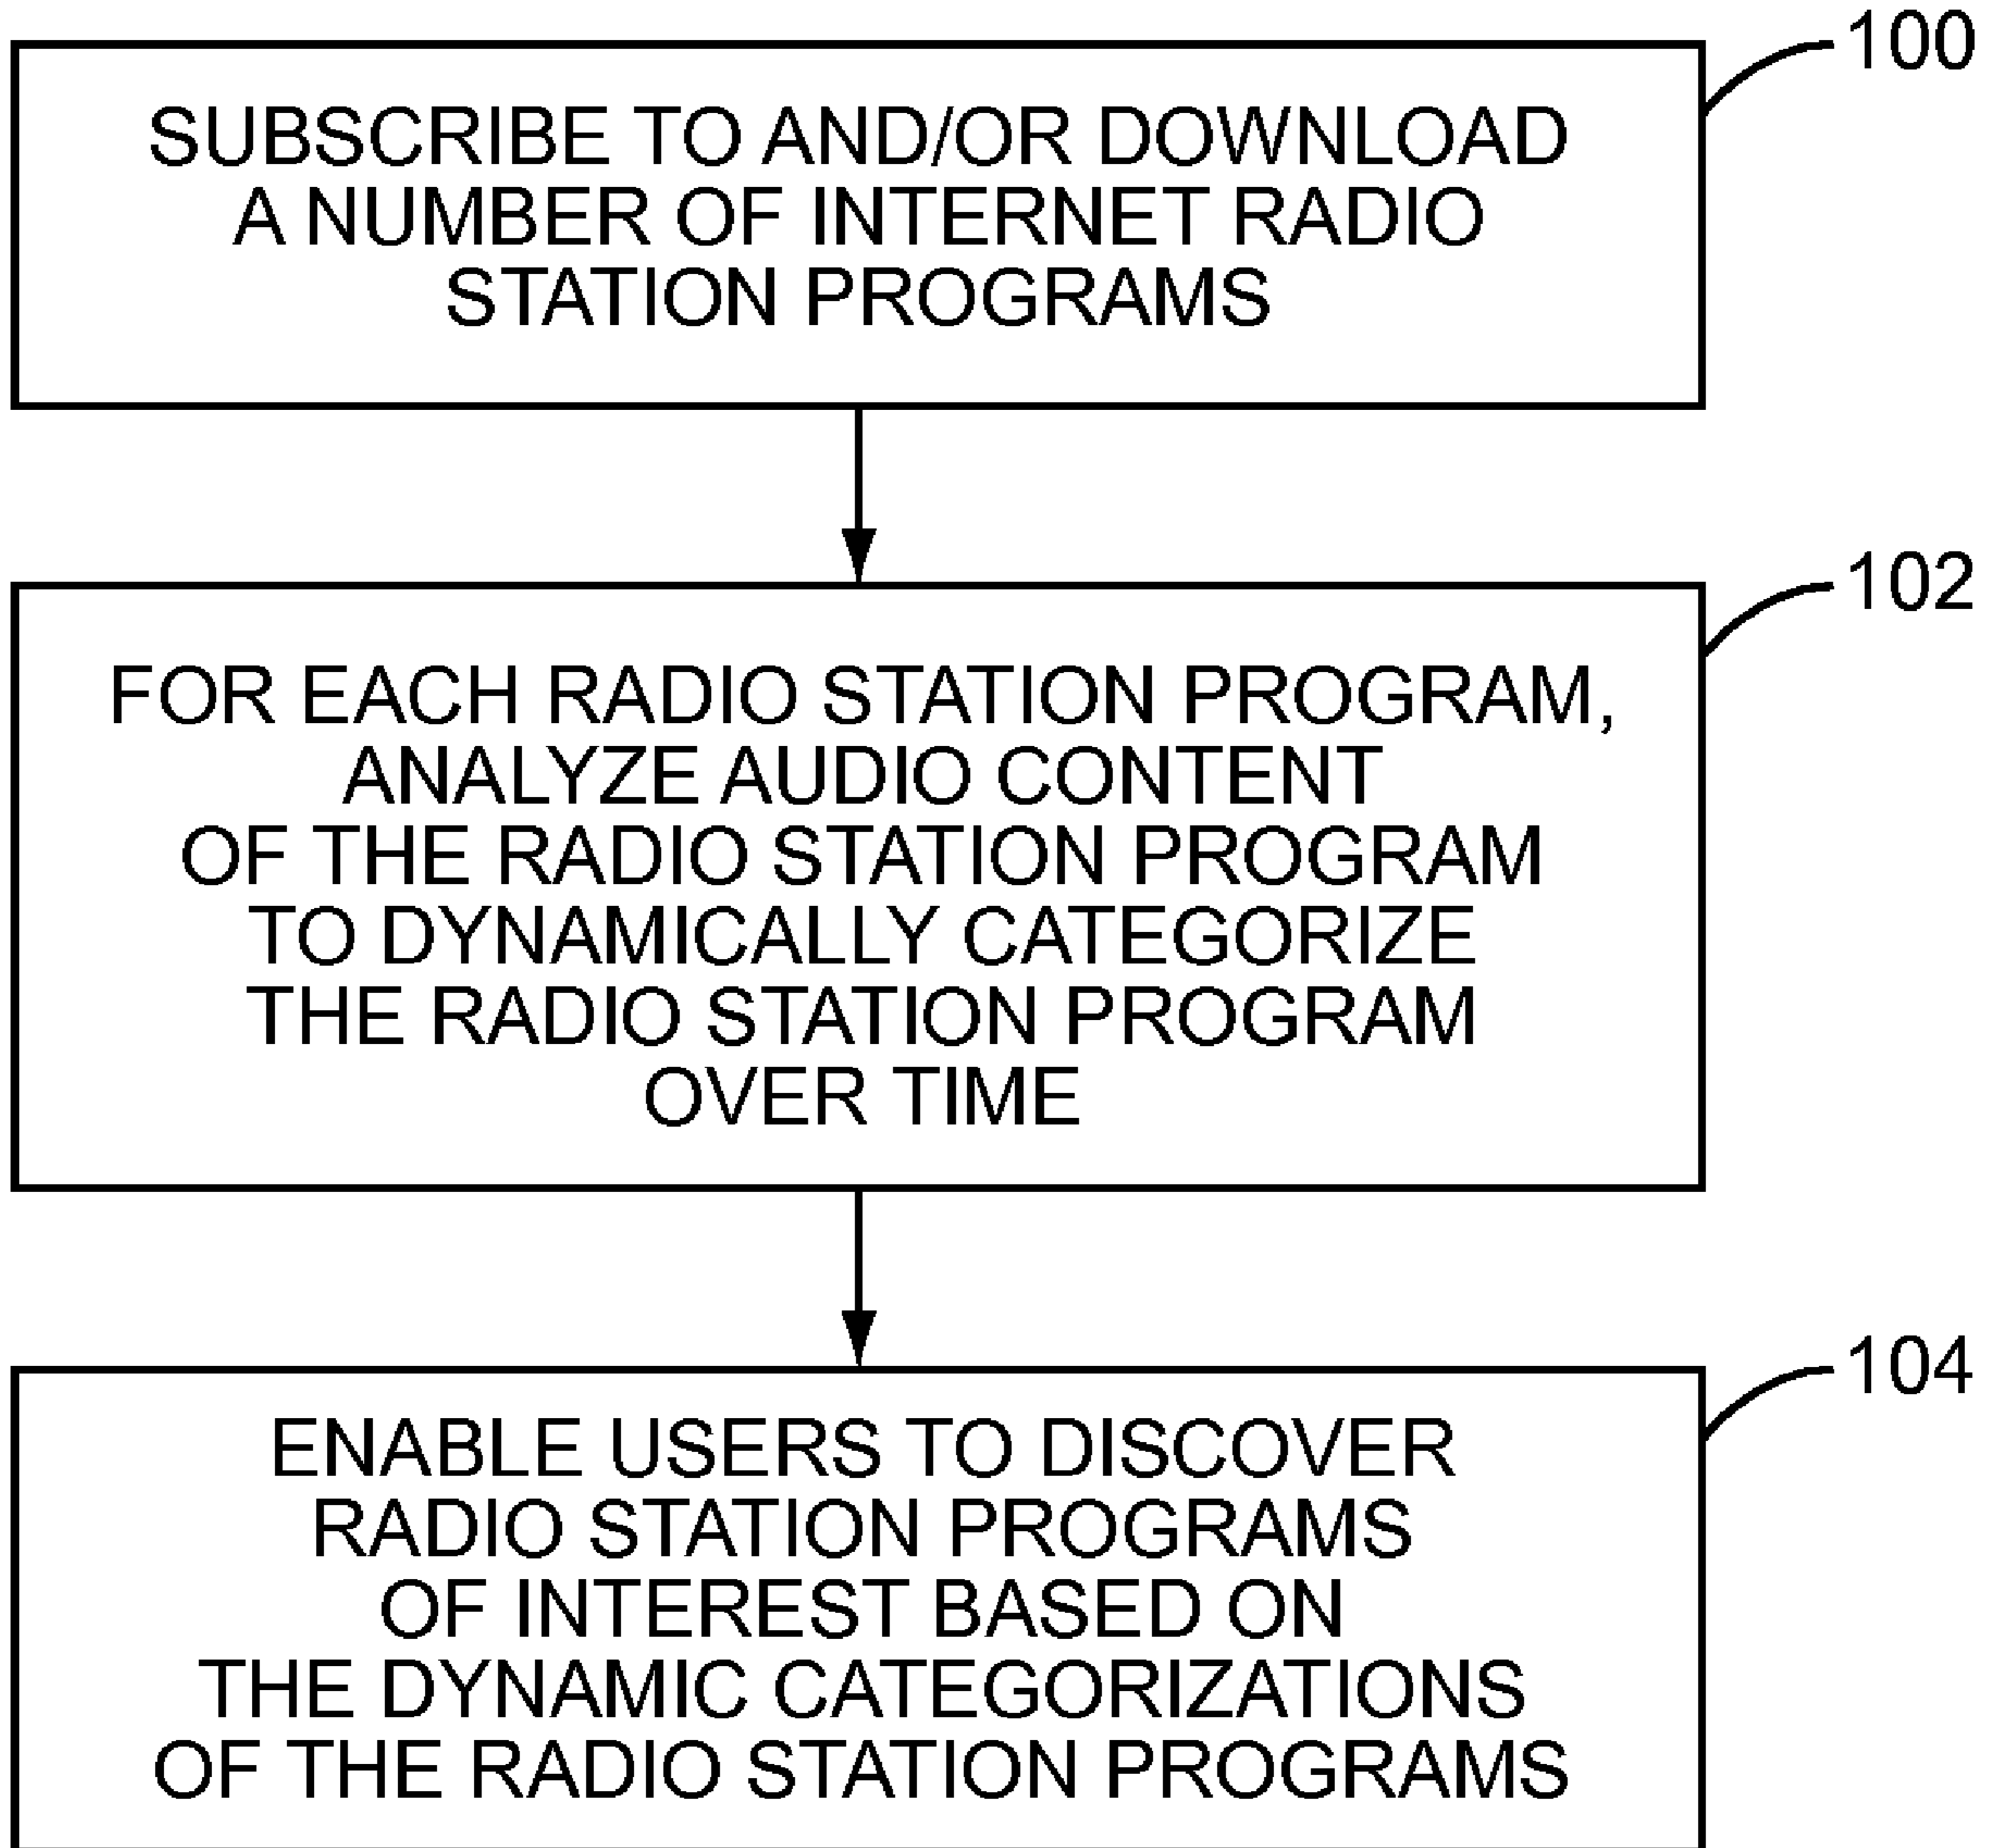 100
SUBSCRIBE TO AND/OR DOWNLOAD
A NUMBER OF INTERNET RADIO
STATION PROGRAMS
102
FOR EACH RADIO STATION PROGRAM,
ANALYZE AUDIO CONTENT
OF THE RADIO STATION PROGRAM
TO DYNAMICALLY CATEGORIZE
THE RADIO STATION PROGRAM
OVER TIME
104
ENABLE USERS TO DISCOVER
RADIO STATION PROGRAMS
OF INTEREST BASED ON
THE DYNAMIC CATEGORIZATIONS
OF THE RADIO STATION PROGRAMS